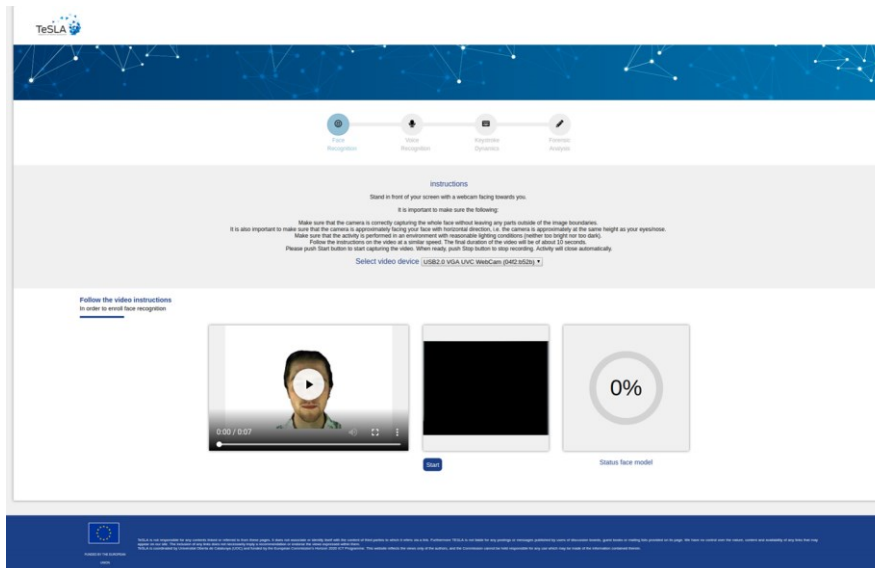 TeSLA
Face
Recognition
Voice
Recognition
Keystroke
Dynamics
Forensic
Analysis
instructions
Stand in front of your screen with a webcam facing towards you.
It is important to make sure the following:
Make sure that the camera is correctly capturing the whole face without leaving any parts outside of the image boundaries.
It is also important to make sure that the camera is approximately facing your face with horizontal direction, i.e. the camera is approximately at the same height as your eyes/nose.
Make sure that the activity is performed in an environment with reasonable lighting conditions (neither too bright nor too dark).
Follow the instructions on the video at a similar speed. The final duration of the video will be of about 10 seconds.
Please push Start button to start capturing the video. When ready, push Stop button to stop recording. Activity will close automatically.
Select video device USB2.0 VGA UVC WebCam (04f2:b52b)
Follow the video instructions
In order to enroll face recognition
0:00 / 0:07
0%
Start
Status face model
FUNDED BY THE EUROPEAN
UNION